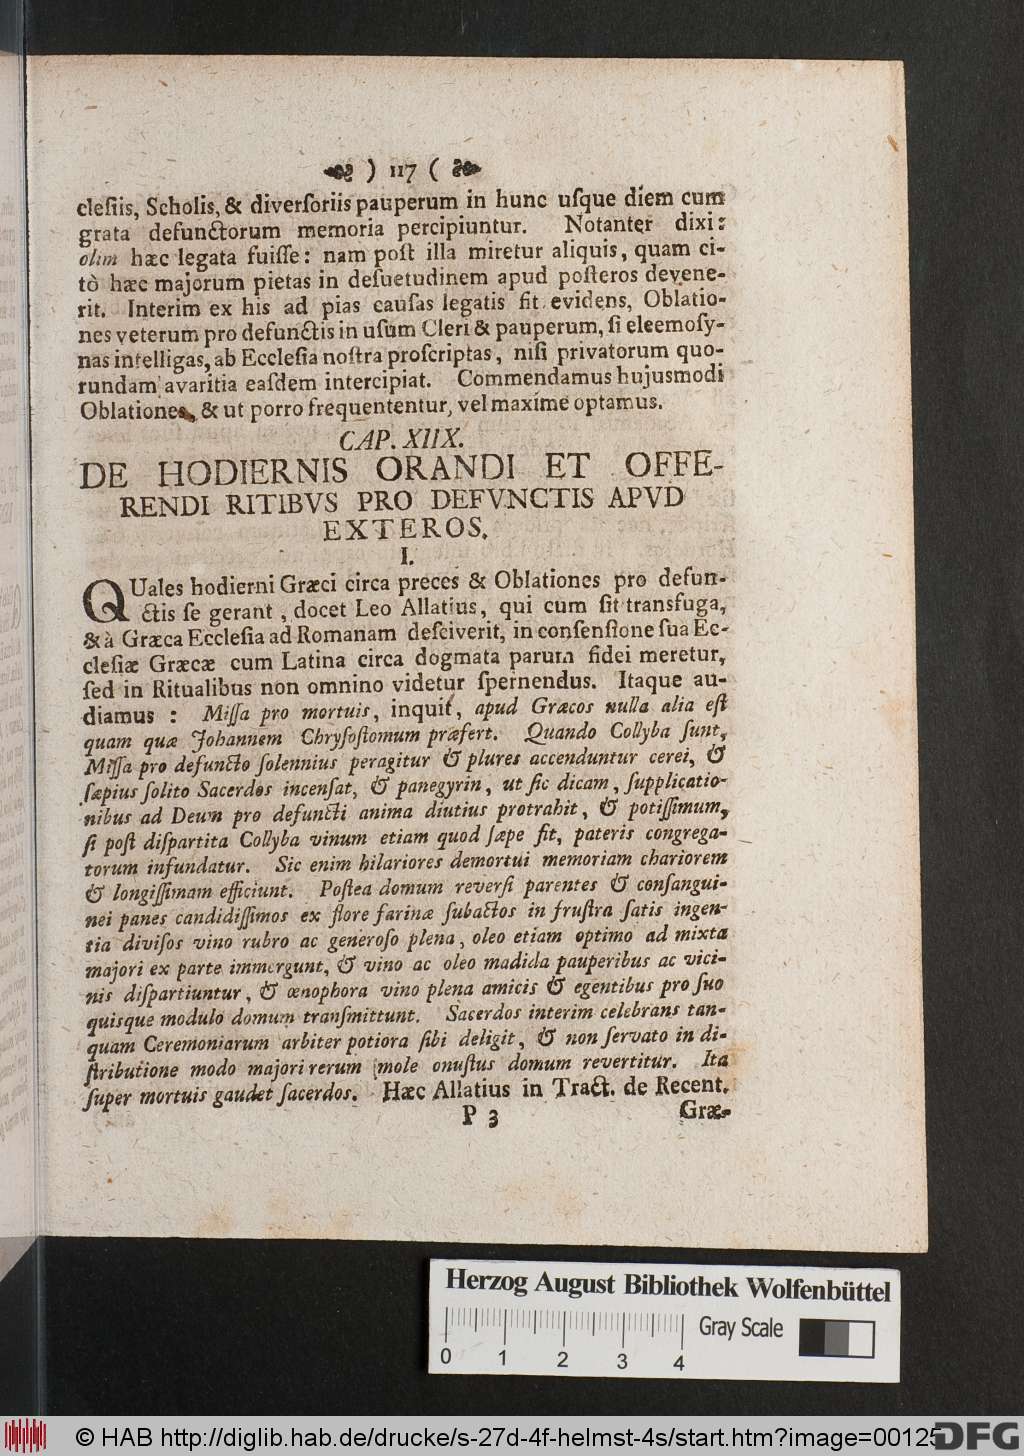 ) 117 (
cleſiis, Scholis, & diverſoriis pauperum in hunc uſque diem cum
grata defunctorum memoria percipiuntur. Notanter dixi:
olim hæc legata fuiſſe: nam poſt illa miretur aliquis, quam ci-
tò hæc majorum pietas in deſuetudinem apud poſteros devene-
rit. Interim ex his ad pias cauſas legatis fit evidens, Oblatio-
nes veterum pro defunctis in uſum Cleri & pauperum, ſi eleemoſy-
nas intelligas, ab Eccleſia noſtra proſcriptas, niſi privatorum quo-
rundam avaritia eaſdem intercipiat. Commendamus hujusmodi
Oblationes, & ut porro frequententur, vel maxime optamus.
CAP. XIIX.
DE HODIERNIS ORANDI ET OFFE-
RENDI RITIBVS PRO DEFVNCTIS APVD
EXTEROS.
I.
QUales hodierni Græci circa preces & Oblationes pro defun-
ctis ſe gerant, docet Leo Allatius, qui cum ſit transfuga,
& à Græca Eccleſia ad Romanam deſciverit, in conſenſione ſua Ec-
cleſiæ Græcæ cum Latina circa dogmata parum fidei meretur,
ſed in Ritualibus non omnino videtur ſpernendus. Itaque au-
diamus : Miſſa pro mortuis, inquit, apud Græcos nulla alia eſt
quam quæ Johannem Chryſoſtomum præfert. Quando Collyba ſunt,
Miſſa pro defuncto ſolennius peragitur & plures accenduntur cerei, &
ſæpius ſolito Sacerdos incenſat, & panegyrin, ut ſic dicam, ſupplicatio-
nibus ad Deum pro defuncti anima diutius protrahit, & potiſſimum,
ſi poſt diſpartita Collyba vinum etiam quod ſæpe fit, pateris congrega-
torum infundatur. Sic enim hilariores demortui memoriam chariorem
& longiſſimam efficiunt. Poſtea domum reverſi parentes & conſangui-
nei panes candidiſſimos ex flore farinæ ſubactos in fruſtra ſatis ingen-
tia diviſos vino rubro ac generoſo plena, oleo etiam optimo ad mixta
majori ex parte immergunt, & vino ac oleo madida pauperibus ac vici-
nis diſpartiuntur, & œnophora vino plena amicis & egentibus pro ſuo
quisque modulo domum transmittunt. Sacerdos interim celebrans tan-
quam Ceremoniarum arbiter potiora ſibi deligit, & non ſervato in di-
ſtributione modo majori rerum mole onuſtus domum revertitur. Ita
ſuper mortuis gaudet ſacerdos. Hæc Allatius in Tract. de Recent.
P 3 Græ-
Herzog August Bibliothek Wolfenbüttel
Gray Scale
0 1 2 3 4
© HAB http://diglib.hab.de/drucke/s-27d-4f-helmst-4s/start.htm?image=00125
DFG